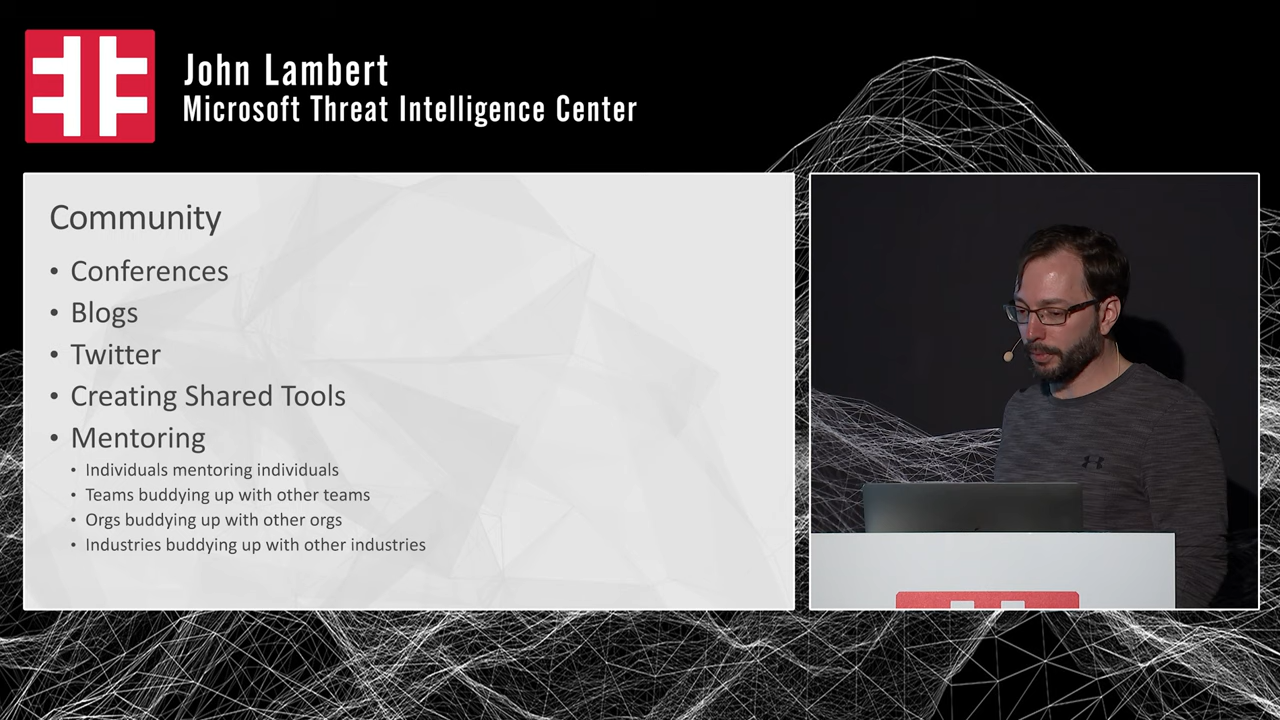 John Lambert
Microsoft Threat Intelligence Center
Community
• Conferences
• Blogs
• Twitter
• Creating Shared Tools
• Mentoring
• Individuals mentoring individuals
• Teams buddying up with other teams
• Orgs buddying up with other orgs
• Industries buddying up with other industries